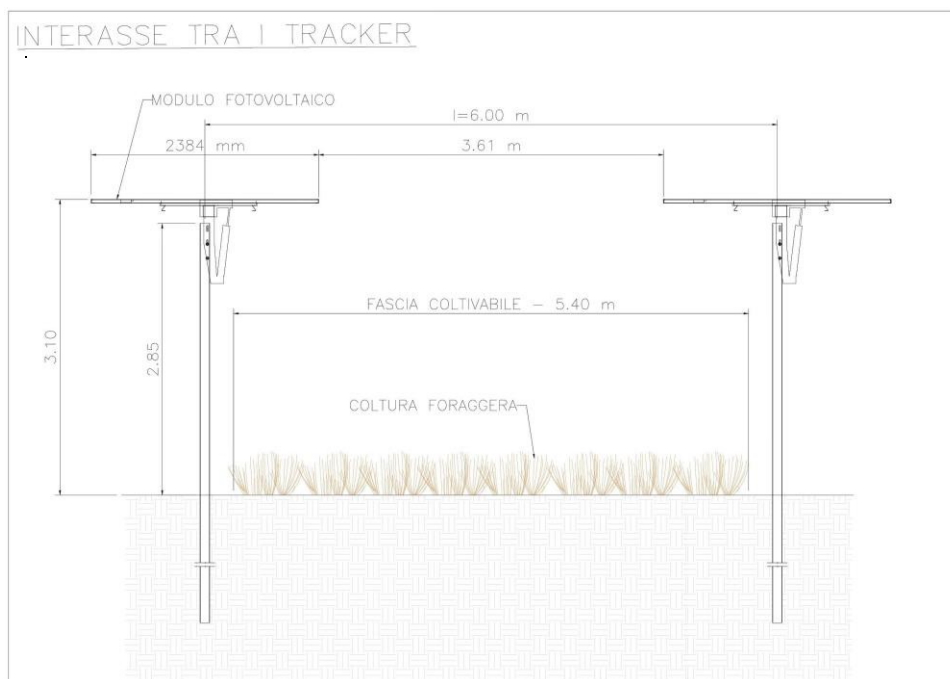 INTERASSE TRA I TRACKER
MODULO FOTOVOLTAICO
I=6.00 m
2384 mm
3.61 m
FASCIA COLTIVABILE - 5.40 m
3.10
2.85
COLTURA FORAGGERA